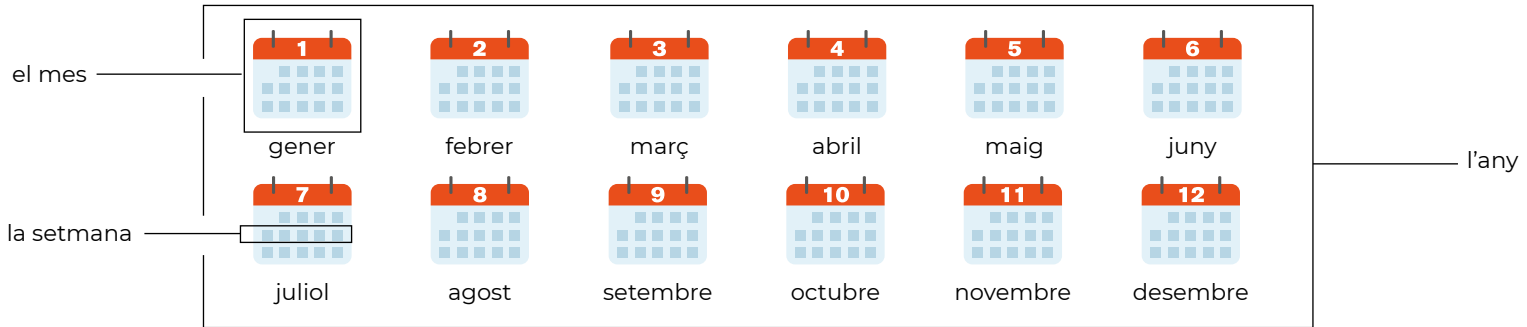 1 2 3 4 5 6
el mes
gener febrer març abril maig juny
l'any
7 8 9 10 11 12
la setmana
juliol agost setembre octubre novembre desembre